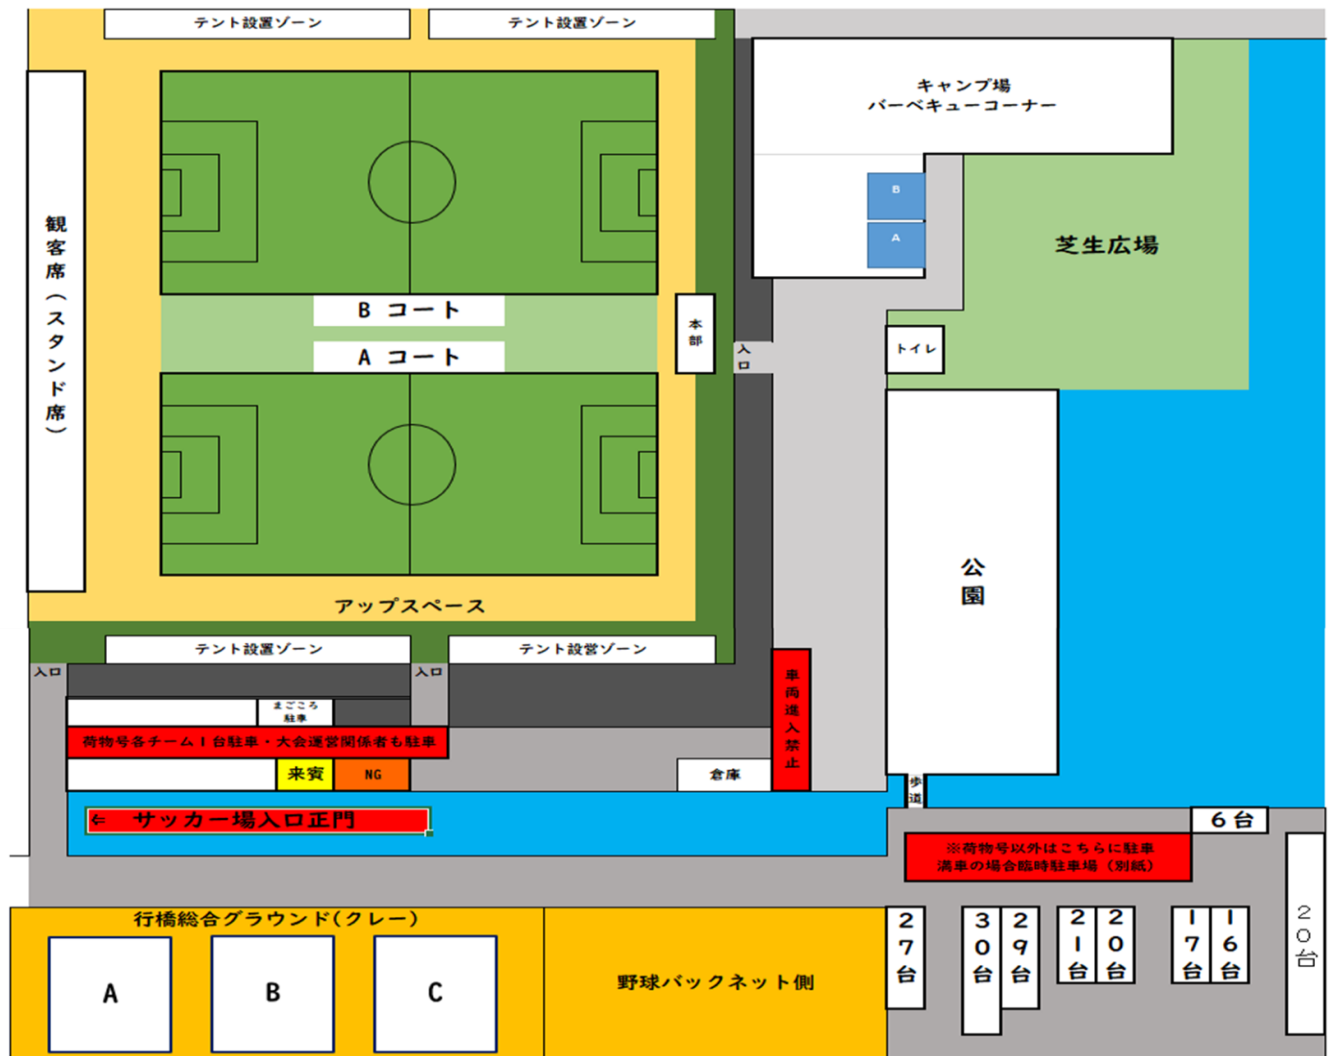 テント設置ゾーン
テント設置ゾーン
キャンプ場
バーベキューコーナー
B
A
芝生広場
観客席(スタンド席)
B コート
A コート
本部
入口
トイレ
公園
アップスペース
テント設置ゾーン
テント設営ゾーン
入口
入口
まごころ
駐車
車両進入禁止
荷物号各チーム1台駐車・大会運営関係者も駐車
来賓
NG
倉庫
歩道
⇐ サッカー場入口正門
6台
※荷物号以外はこちらに駐車
満車の場合臨時駐車場(別紙)
20台
行橋総合グラウンド(クレー)
A
B
C
野球バックネット側
27台
30台
29台
21台
20台
17台
16台